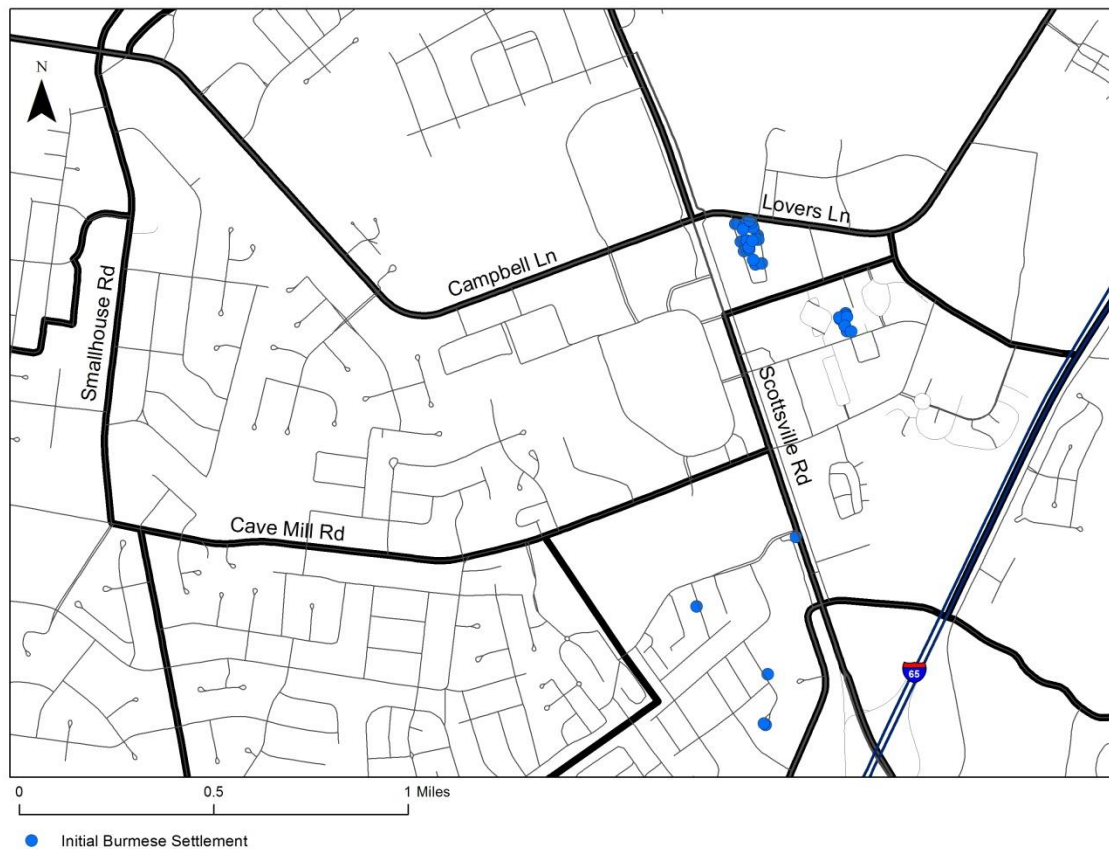 N
Lovers Ln
Campbell Ln
Smallhouse Rd
Scottsville Rd
Cave Mill Rd
65
0 0.5 1 Miles
Initial Burmese Settlement